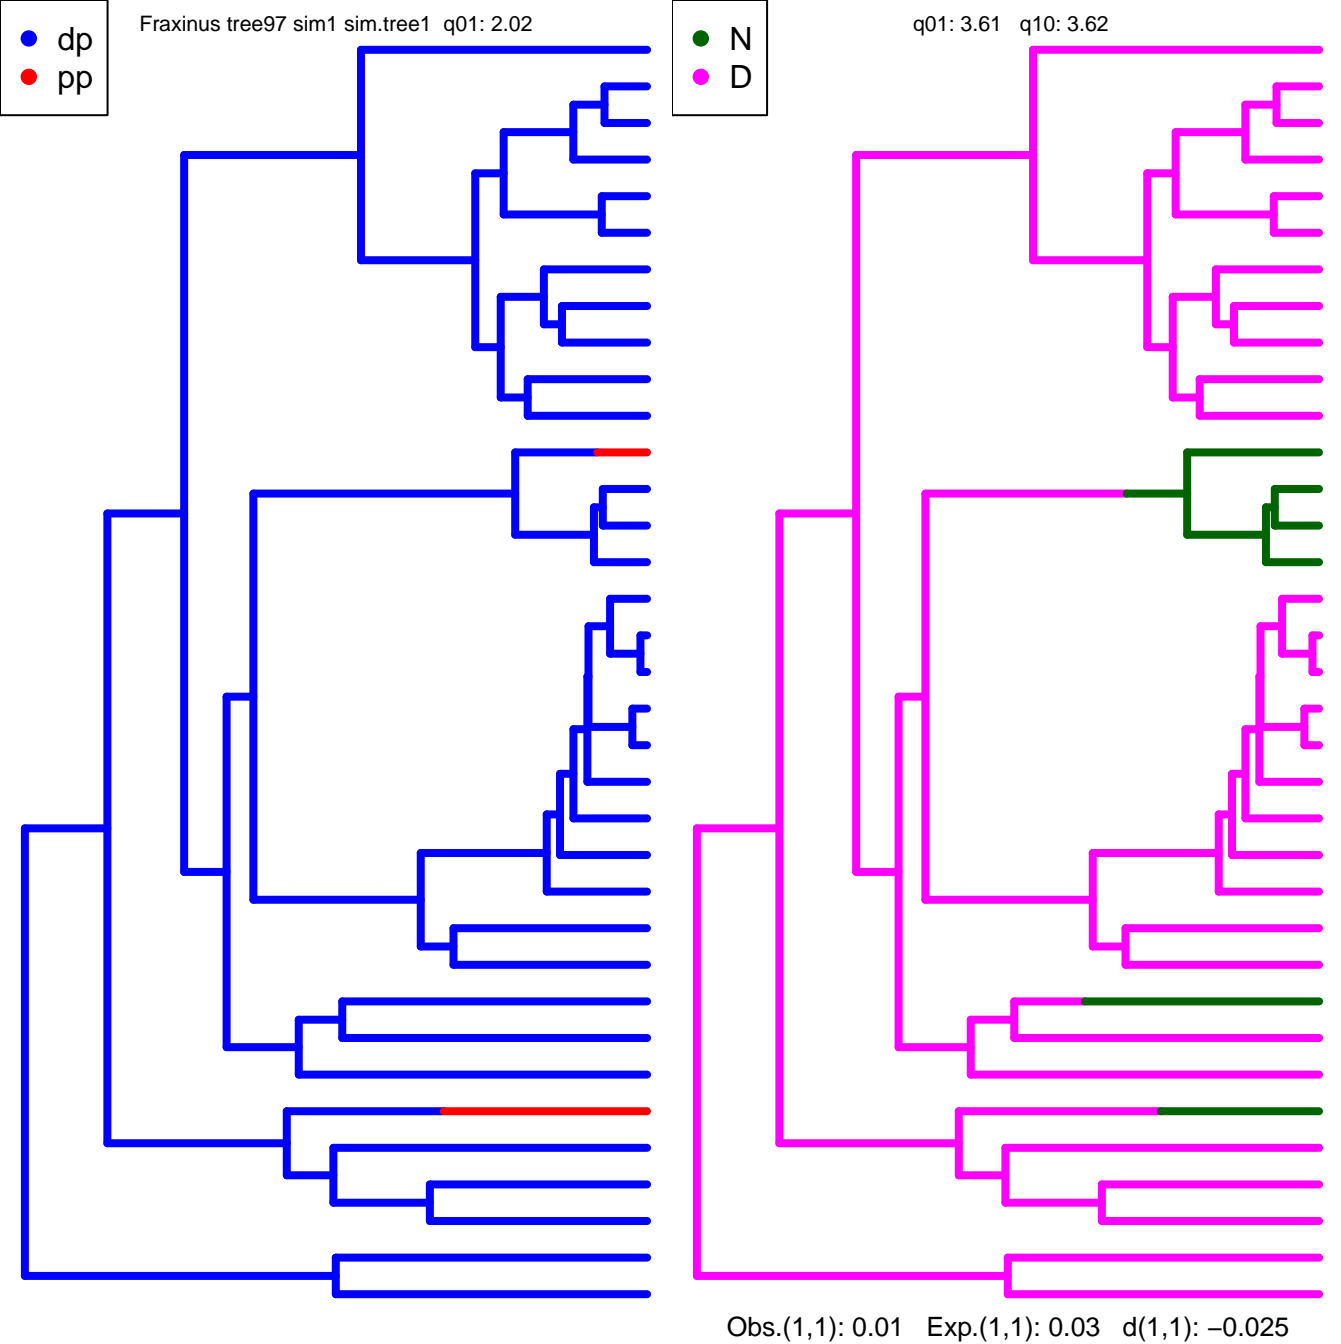 Fraxinus tree97 sim1 sim.tree1 q01: 2.02
dp
pp
q01: 3.61 q10: 3.62
N
D
Obs.(1,1): 0.01 Exp.(1,1): 0.03 d(1,1): −0.025